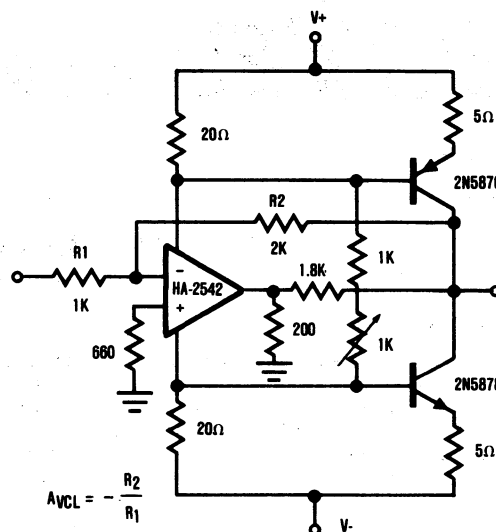 V+
20Ω
5Ω
2N5876
R1
1K
R2
2K
HA-2542
-
+
1.8K
1K
200
1K
660
2N5878
20Ω
5Ω
AVCL = - R2
R1
V-